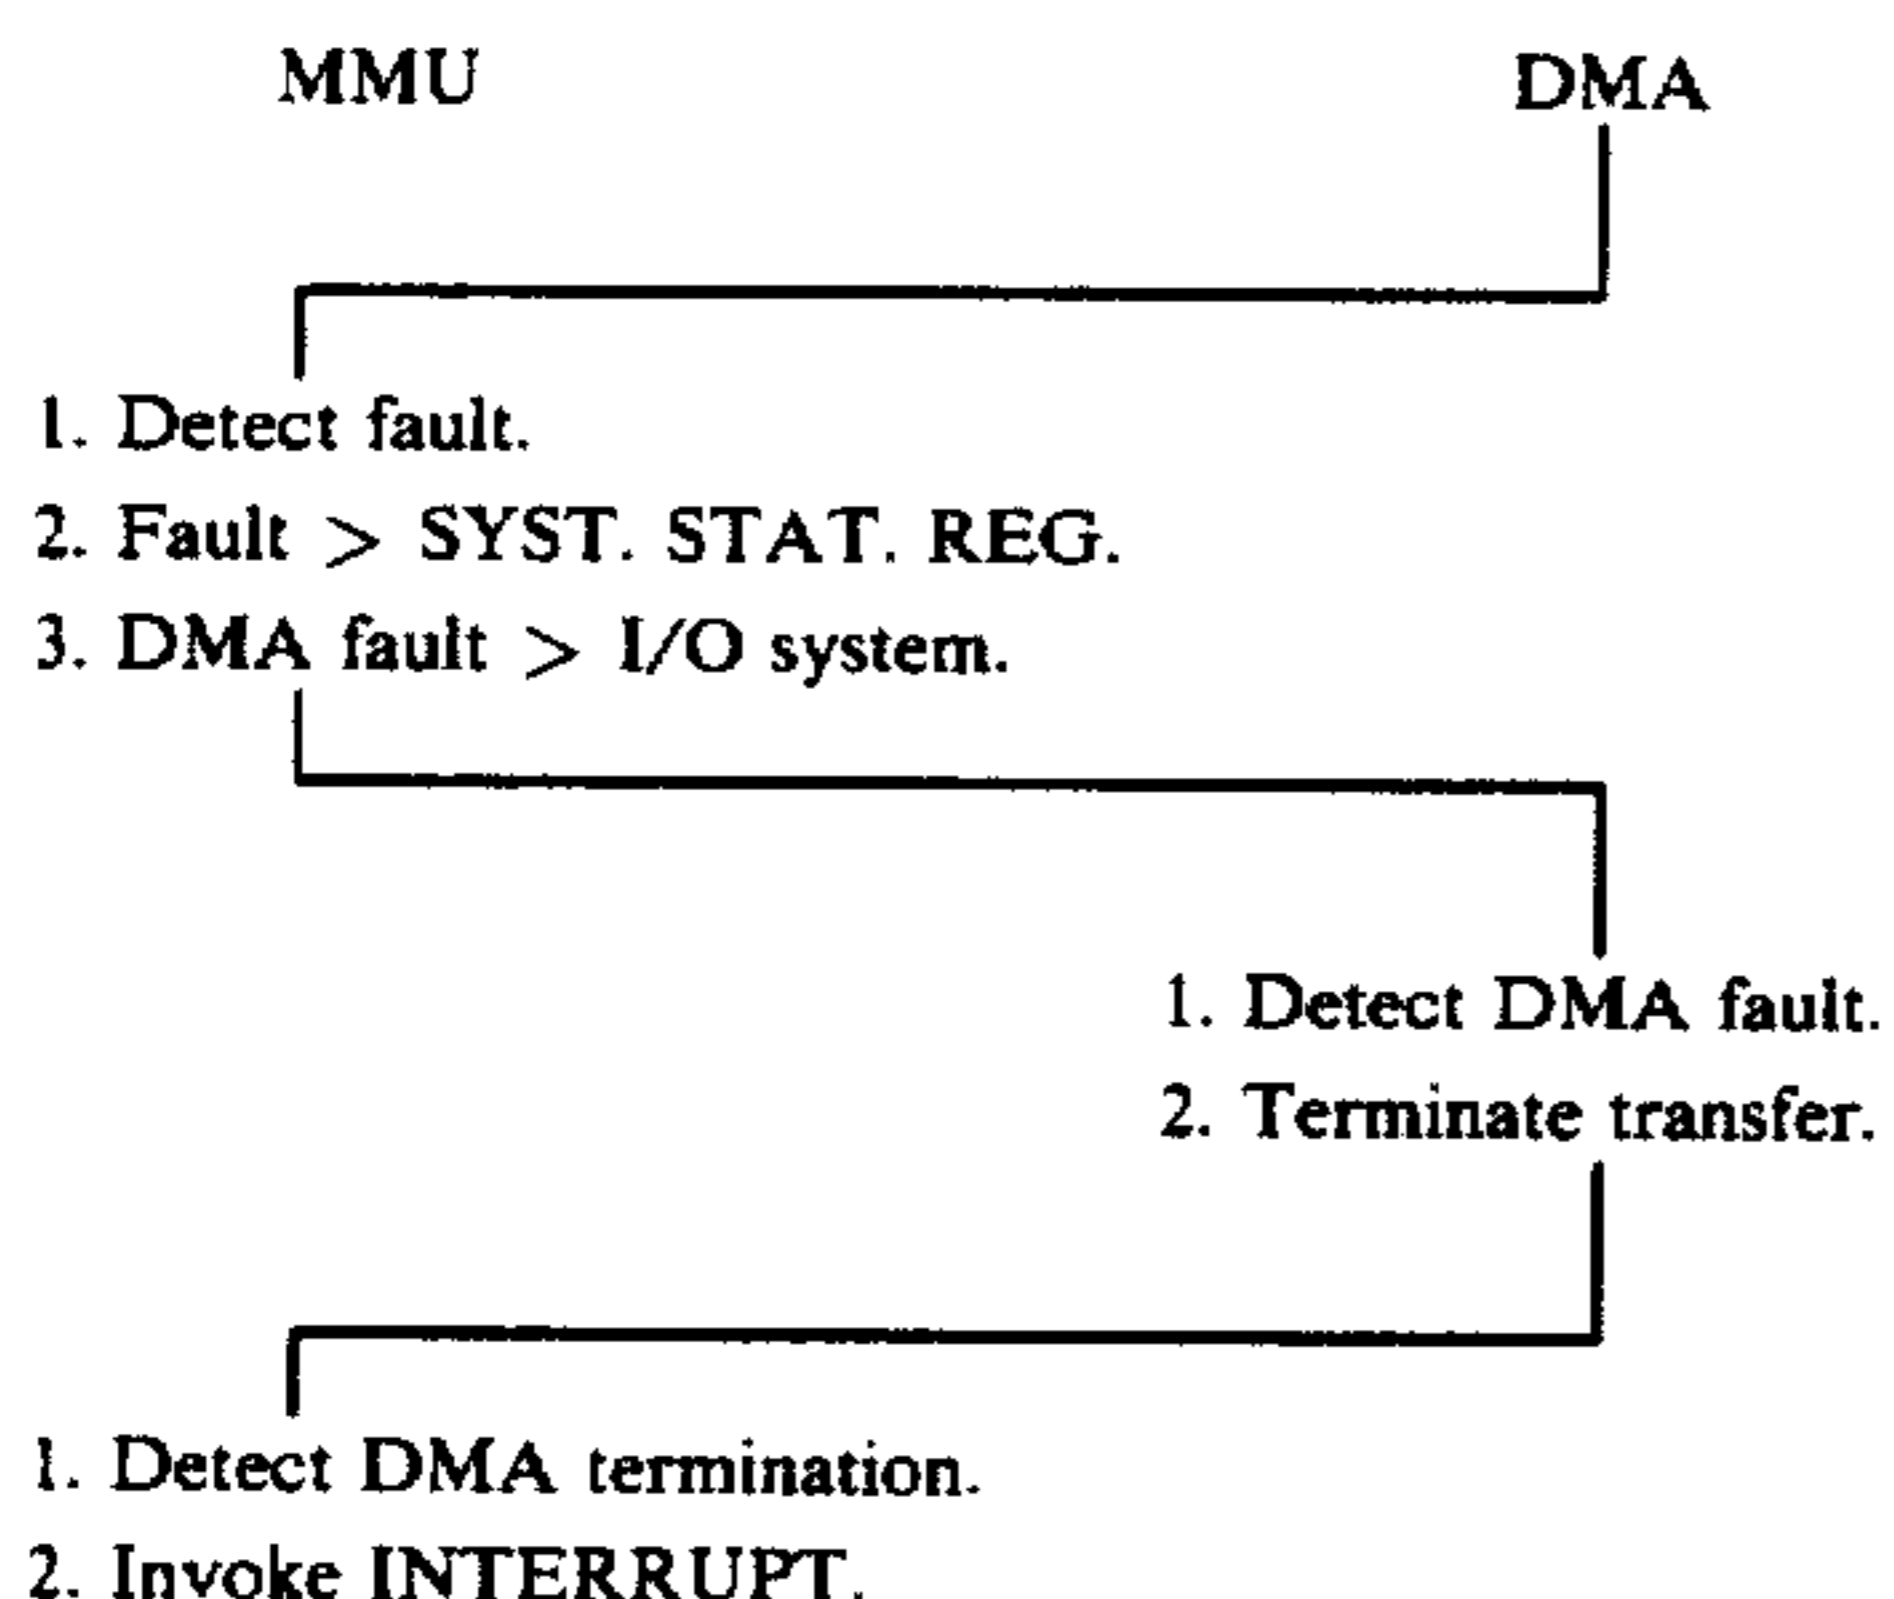 MMU DMA
1. Detect fault.
2. Fault > SYST. STAT. REG.
3. DMA fault > I/O system.
1. Detect DMA fault.
2. Terminate transfer.
1. Detect DMA termination.
2. Invoke INTERRUPT.